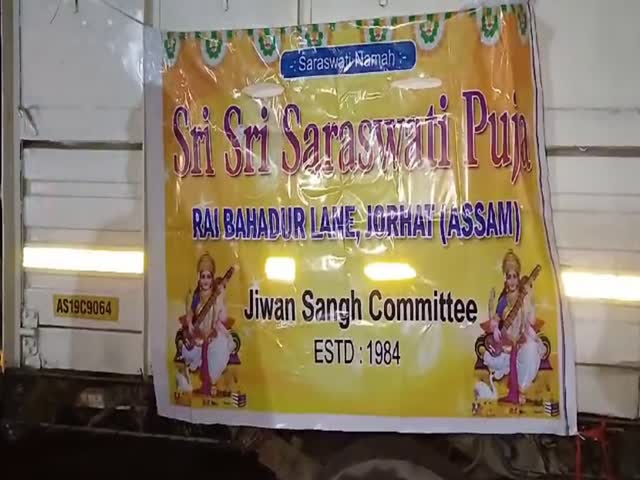 -: Saraswati Namah :-
Sri Sri Saraswati Puja
RAI BAHADUR LANE, JORHAT (ASSAM)
AS19C9064
Jiwan Sangh Committee
ESTD : 1984